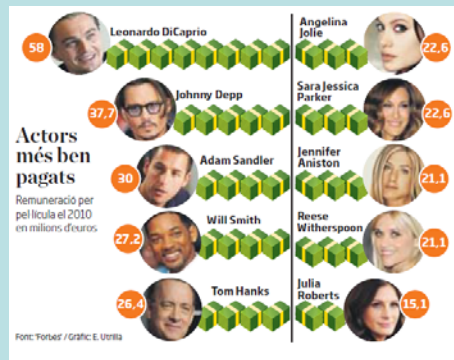 58
Leonardo DiCaprio
Angelina
Jolie
22,6
37,7
Johnny Depp
Sara Jessica
Parker
22,6
Actors
més ben
pagats
Remuneració per
pel·lícula el 2010
en milions d'euros
30
Adam Sandler
Jennifer
Aniston
21,1
27,2
Will Smith
Reese
Witherspoon
21,1
26,4
Tom Hanks
Julia
Roberts
15,1
Font: 'Forbes' / Gràfic: E. Utrilla